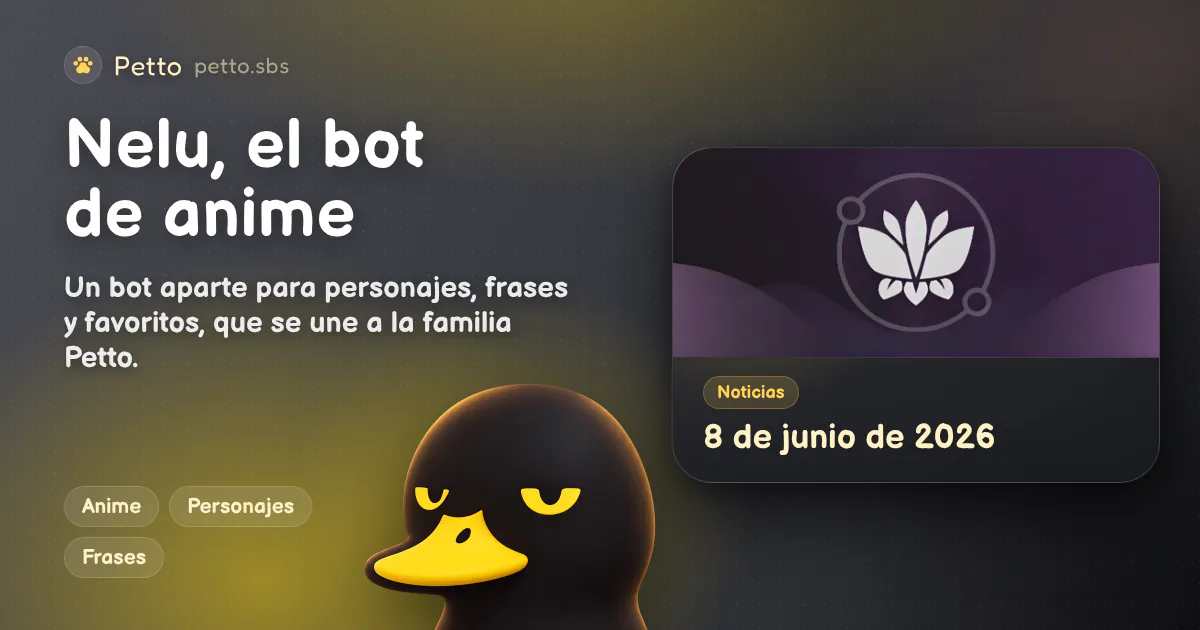 Petto petto.sbs
Nelu, el bot
de anime
Un bot aparte para personajes, frases
y favoritos, que se une a la familia
Petto.
Anime Personajes
Frases
Noticias
8 de junio de 2026